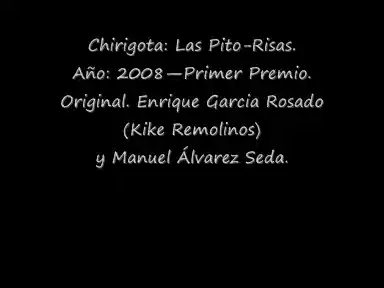 Chirigota: Las Pito-Risas.
Año: 2008—Primer Premio.
Original. Enrique Garcia Rosado
(Kike Remolinos)
y Manuel Álvarez Seda.